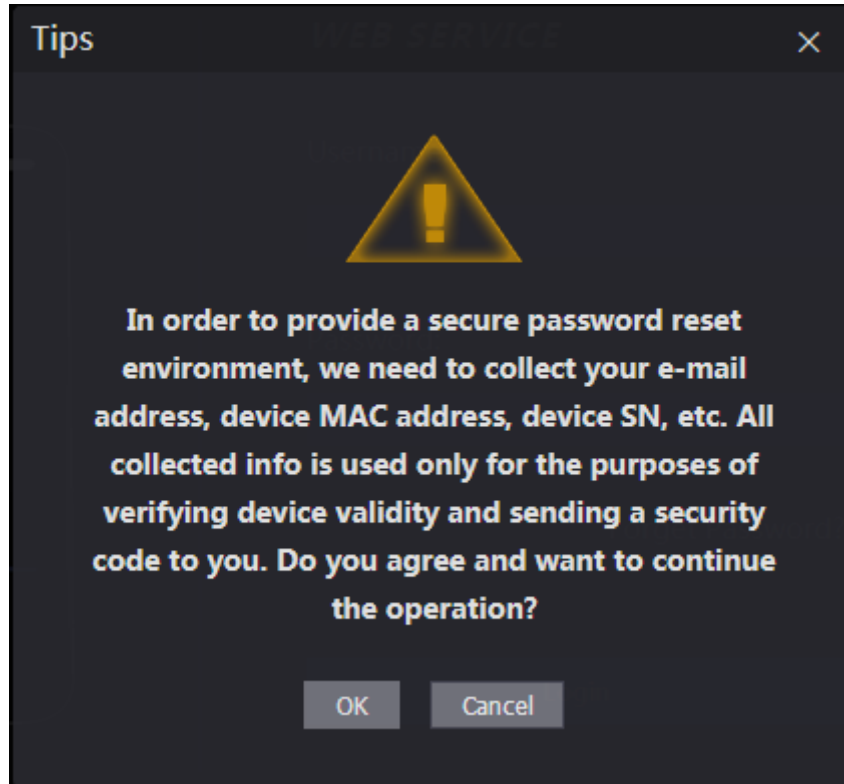 Tips
WEB SERVICE
In order to provide a secure password reset
environment, we need to collect your e-mail
address, device MAC address, device SN, etc. All
collected info is used only for the purposes of
verifying device validity and sending a security
code to you. Do you agree and want to continue
the operation?
OK
Cancel